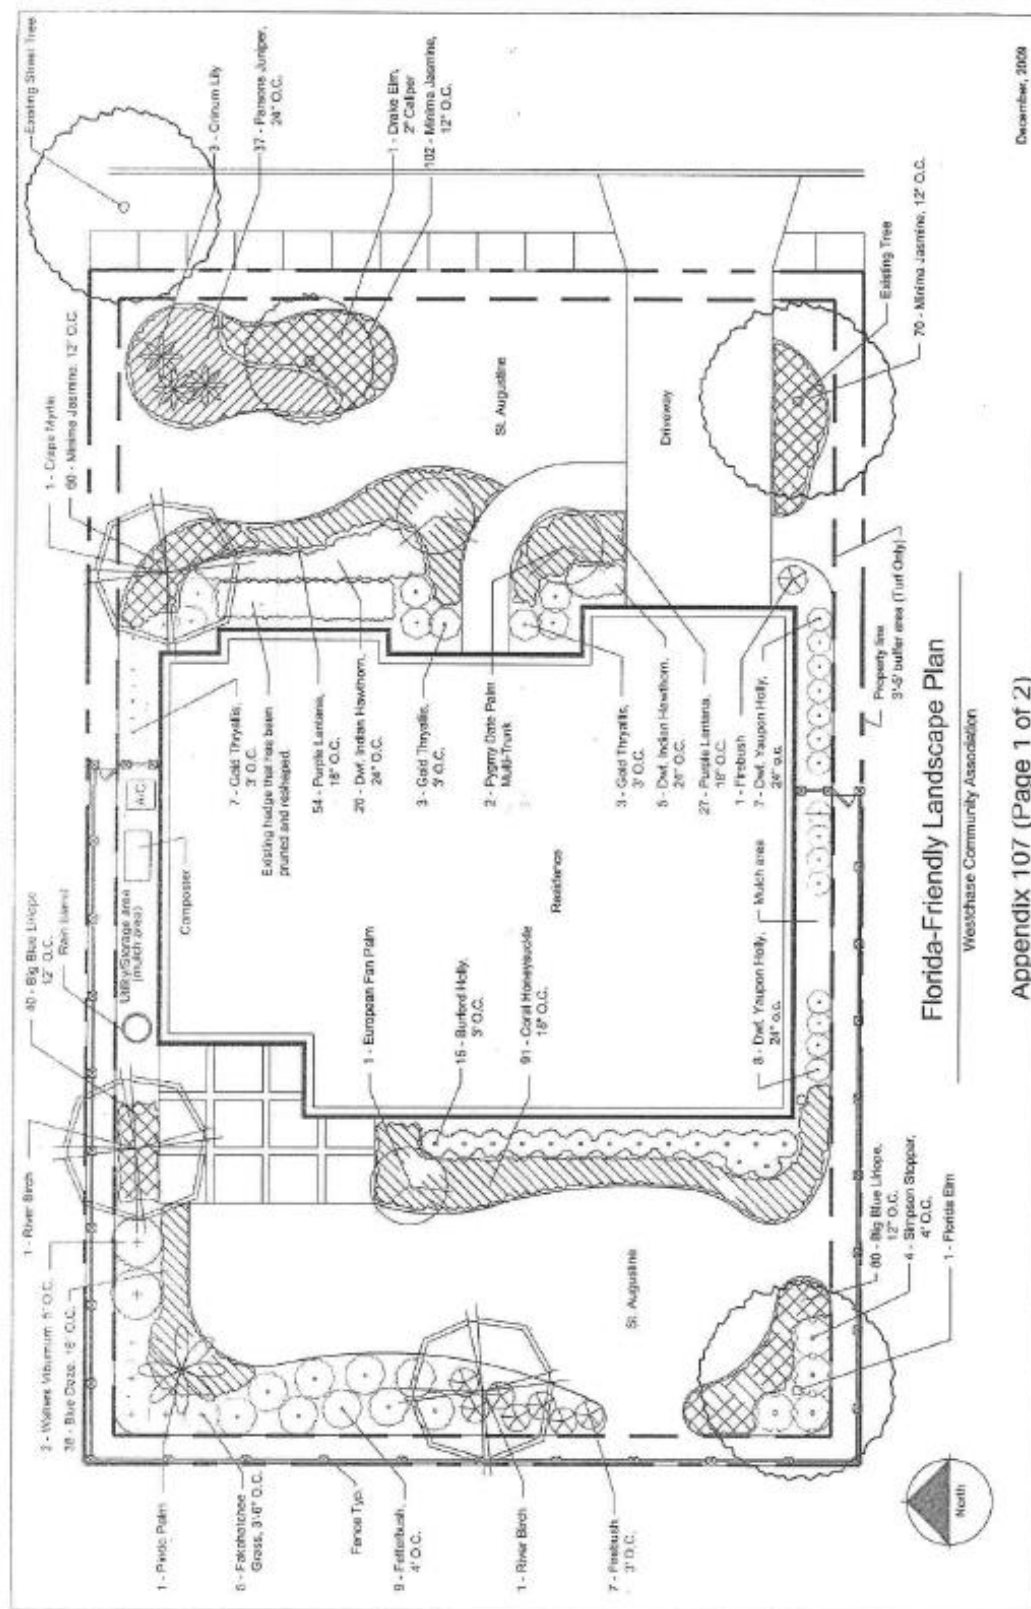 Existing Street Tree
3 - Crinum Lily
37 - Parsons Juniper,
24" O.C.
1 - Drake Elm,
2" Caliper
102 - Minima Jasmine,
12" O.C.
1 - Crape Myrtle
60 - Minima Jasmine, 12" O.C.
St. Augustine
Driveway
Existing Tree
70 - Minima Jasmine, 12" O.C.
7 - Gold Thryallis,
3' O.C.
Existing hedge that have been
pruned and reshaped
54 - Purple Lantana,
18" O.C.
20 - Dwf. Indian Hawthorn,
24" O.C.
3 - Gold Thryallis,
3' O.C.
2 - Pygmy Date Palm
Multi-Trunk
3 - Gold Thryallis,
3' O.C.
5 - Dwf. Indian Hawthorn,
24" O.C.
27 - Purple Lantana,
18" O.C.
1 - Firebush
7 - Dwf. Yaupon Holly,
24" o.c.
Property line
3'-5' buffer area (Turf Only)
A/C
Composter
Utility/Storage area
(mulch area)
Rain barrel
40 - Big Blue Liriope
12" O.C.
Residence
1 - European Fan Palm
15 - Burford Holly,
3' O.C.
91 - Coral Honeysuckle
18" O.C.
8 - Dwf. Yaupon Holly,
24" o.c.
Mulch area
1 - River Birch
Walters Viburnum 5' O.C.
38 - Blue Daze, 16" O.C.
St. Augustine
80 - Big Blue Liriope,
12" O.C.
4 - Simpson Stopper,
4' O.C.
1 - Florida Elm
1 - Pindo Palm
Fakahatchee
Grass, 3'-6" O.C.
Fence Typ.
9 - Fetterbush,
4' O.C.
1 - River Birch
7 - Firebush
3' O.C.
North
Florida-Friendly Landscape Plan
Westchase Community Association
Appendix 107 (Page 1 of 2)
December, 2009